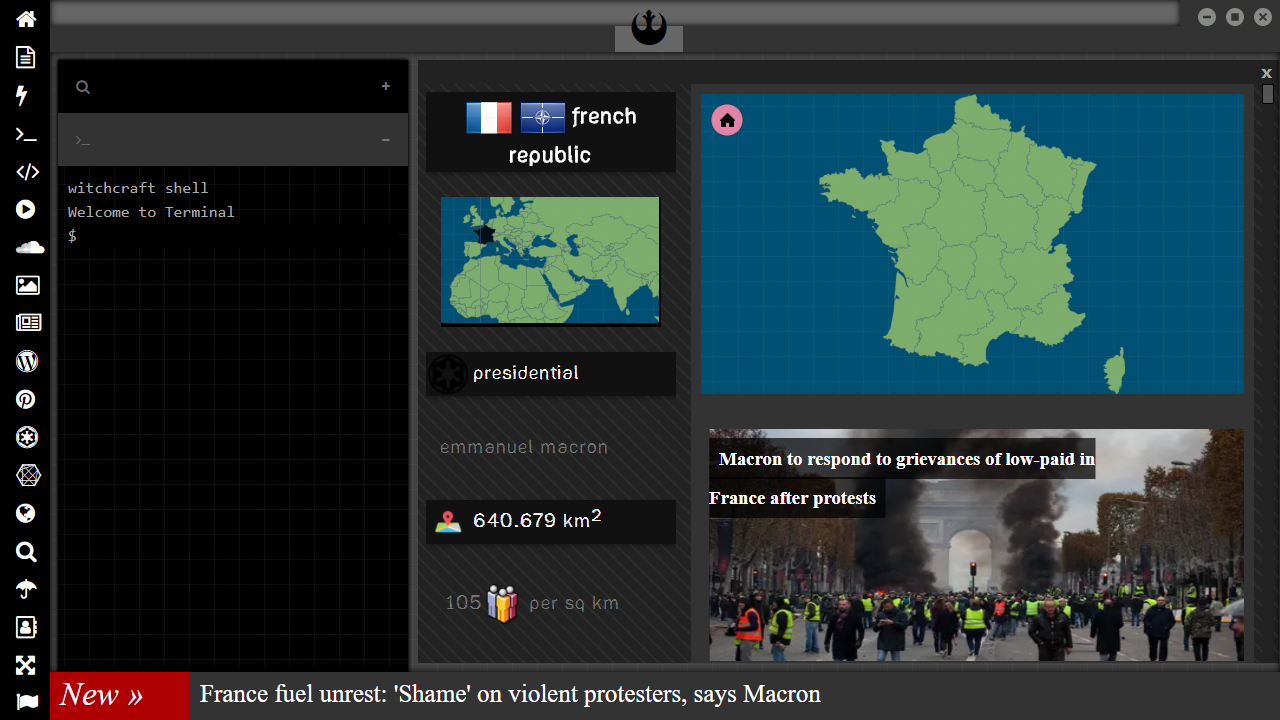 witchcraft shell
Welcome to Terminal
$
french
republic
presidential
emmanuel macron
640.679 km²
105 per sq km
x
Macron to respond to grievances of low-paid in
France after protests
New »
France fuel unrest: 'Shame' on violent protesters, says Macron